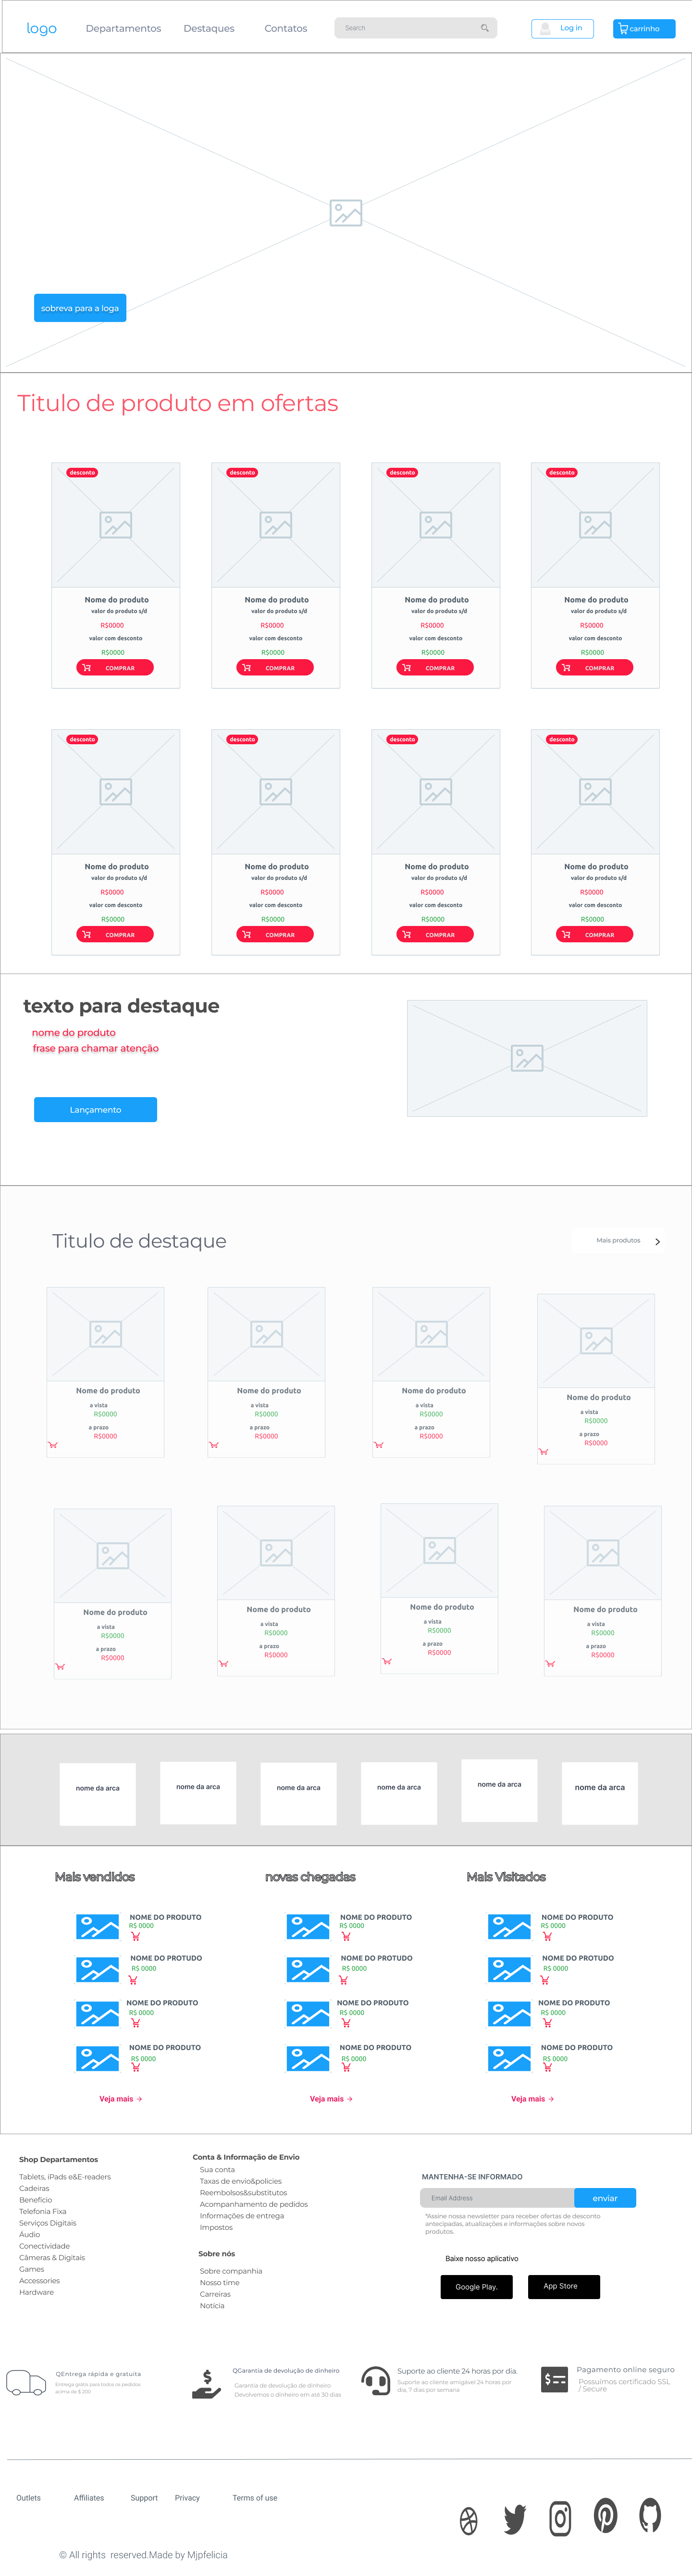 logo
Departamentos
Destaques
Contatos
Search
Log in
carrinho
sobreva para a loga
Titulo de produto em ofertas
desconto
desconto
desconto
desconto
Nome do produto
valor do produto s/d
R$0000
valor com desconto
R$0000
COMPRAR
Nome do produto
valor do produto s/d
R$0000
valor com desconto
R$0000
COMPRAR
Nome do produto
valor do produto s/d
R$0000
valor com desconto
R$0000
COMPRAR
Nome do produto
valor do produto s/d
R$0000
valor com desconto
R$0000
COMPRAR
desconto
desconto
desconto
desconto
Nome do produto
valor do produto s/d
R$0000
valor com desconto
R$0000
COMPRAR
Nome do produto
valor do produto s/d
R$0000
valor com desconto
R$0000
COMPRAR
Nome do produto
valor do produto s/d
R$0000
valor com desconto
R$0000
COMPRAR
Nome do produto
valor do produto s/d
R$0000
valor com desconto
R$0000
COMPRAR
texto para destaque
nome do produto
frase para chamar atenção
Lançamento
Titulo de destaque
Mais produtos
Nome do produto
a vista
R$0000
a prazo
R$0000
Nome do produto
a vista
R$0000
a prazo
R$0000
Nome do produto
a vista
R$0000
a prazo
R$0000
Nome do produto
a vista
R$0000
a prazo
R$0000
Nome do produto
a vista
R$0000
a prazo
R$0000
Nome do produto
a vista
R$0000
a prazo
R$0000
Nome do produto
a vista
R$0000
a prazo
R$0000
Nome do produto
a vista
R$0000
a prazo
R$0000
nome da arca
nome da arca
nome da arca
nome da arca
nome da arca
nome da arca
Mais vendidos
NOME DO PRODUTO
R$ 0000
NOME DO PROTUDO
R$ 0000
NOME DO PRODUTO
R$ 0000
NOME DO PRODUTO
R$ 0000
Veja mais →
novas chegadas
NOME DO PRODUTO
R$ 0000
NOME DO PROTUDO
R$ 0000
NOME DO PRODUTO
R$ 0000
NOME DO PRODUTO
R$ 0000
Veja mais →
Mais Visitados
NOME DO PRODUTO
R$ 0000
NOME DO PROTUDO
R$ 0000
NOME DO PRODUTO
R$ 0000
NOME DO PRODUTO
R$ 0000
Veja mais →
Shop Departamentos
Tablets, iPads e&E-readers
Cadeiras
Benefício
Telefonia Fixa
Serviços Digitais
Áudio
Conectividade
Câmeras & Digitais
Games
Accessories
Hardware
Conta & Informação de Envio
Sua conta
Taxas de envio&policies
Reembolsos&substitutos
Acompanhamento de pedidos
Informações de entrega
Impostos
Sobre nós
Sobre companhia
Nosso time
Carreiras
Notícia
MANTENHA-SE INFORMADO
Email Address
enviar
*Assine nossa newsletter para receber ofertas de desconto
antecipadas, atualizações e informações sobre novos
produtos.
Baixe nosso aplicativo
Google Play.
App Store
QEntrega rápida e gratuita
Entrega grátis para todos os pedidos
acima de $ 200
QGarantia de devolução de dinheiro
Garantia de devolução de dinheiro
Devolvemos o dinheiro em até 30 dias
Suporte ao cliente 24 horas por dia.
Suporte ao cliente amigável 24 horas por
dia, 7 dias por semana
Pagamento online seguro
Possuímos certificado SSL
/ Secure
Outlets
Affiliates
Support
Privacy
Terms of use
© All rights reserved.Made by Mjpfelicia